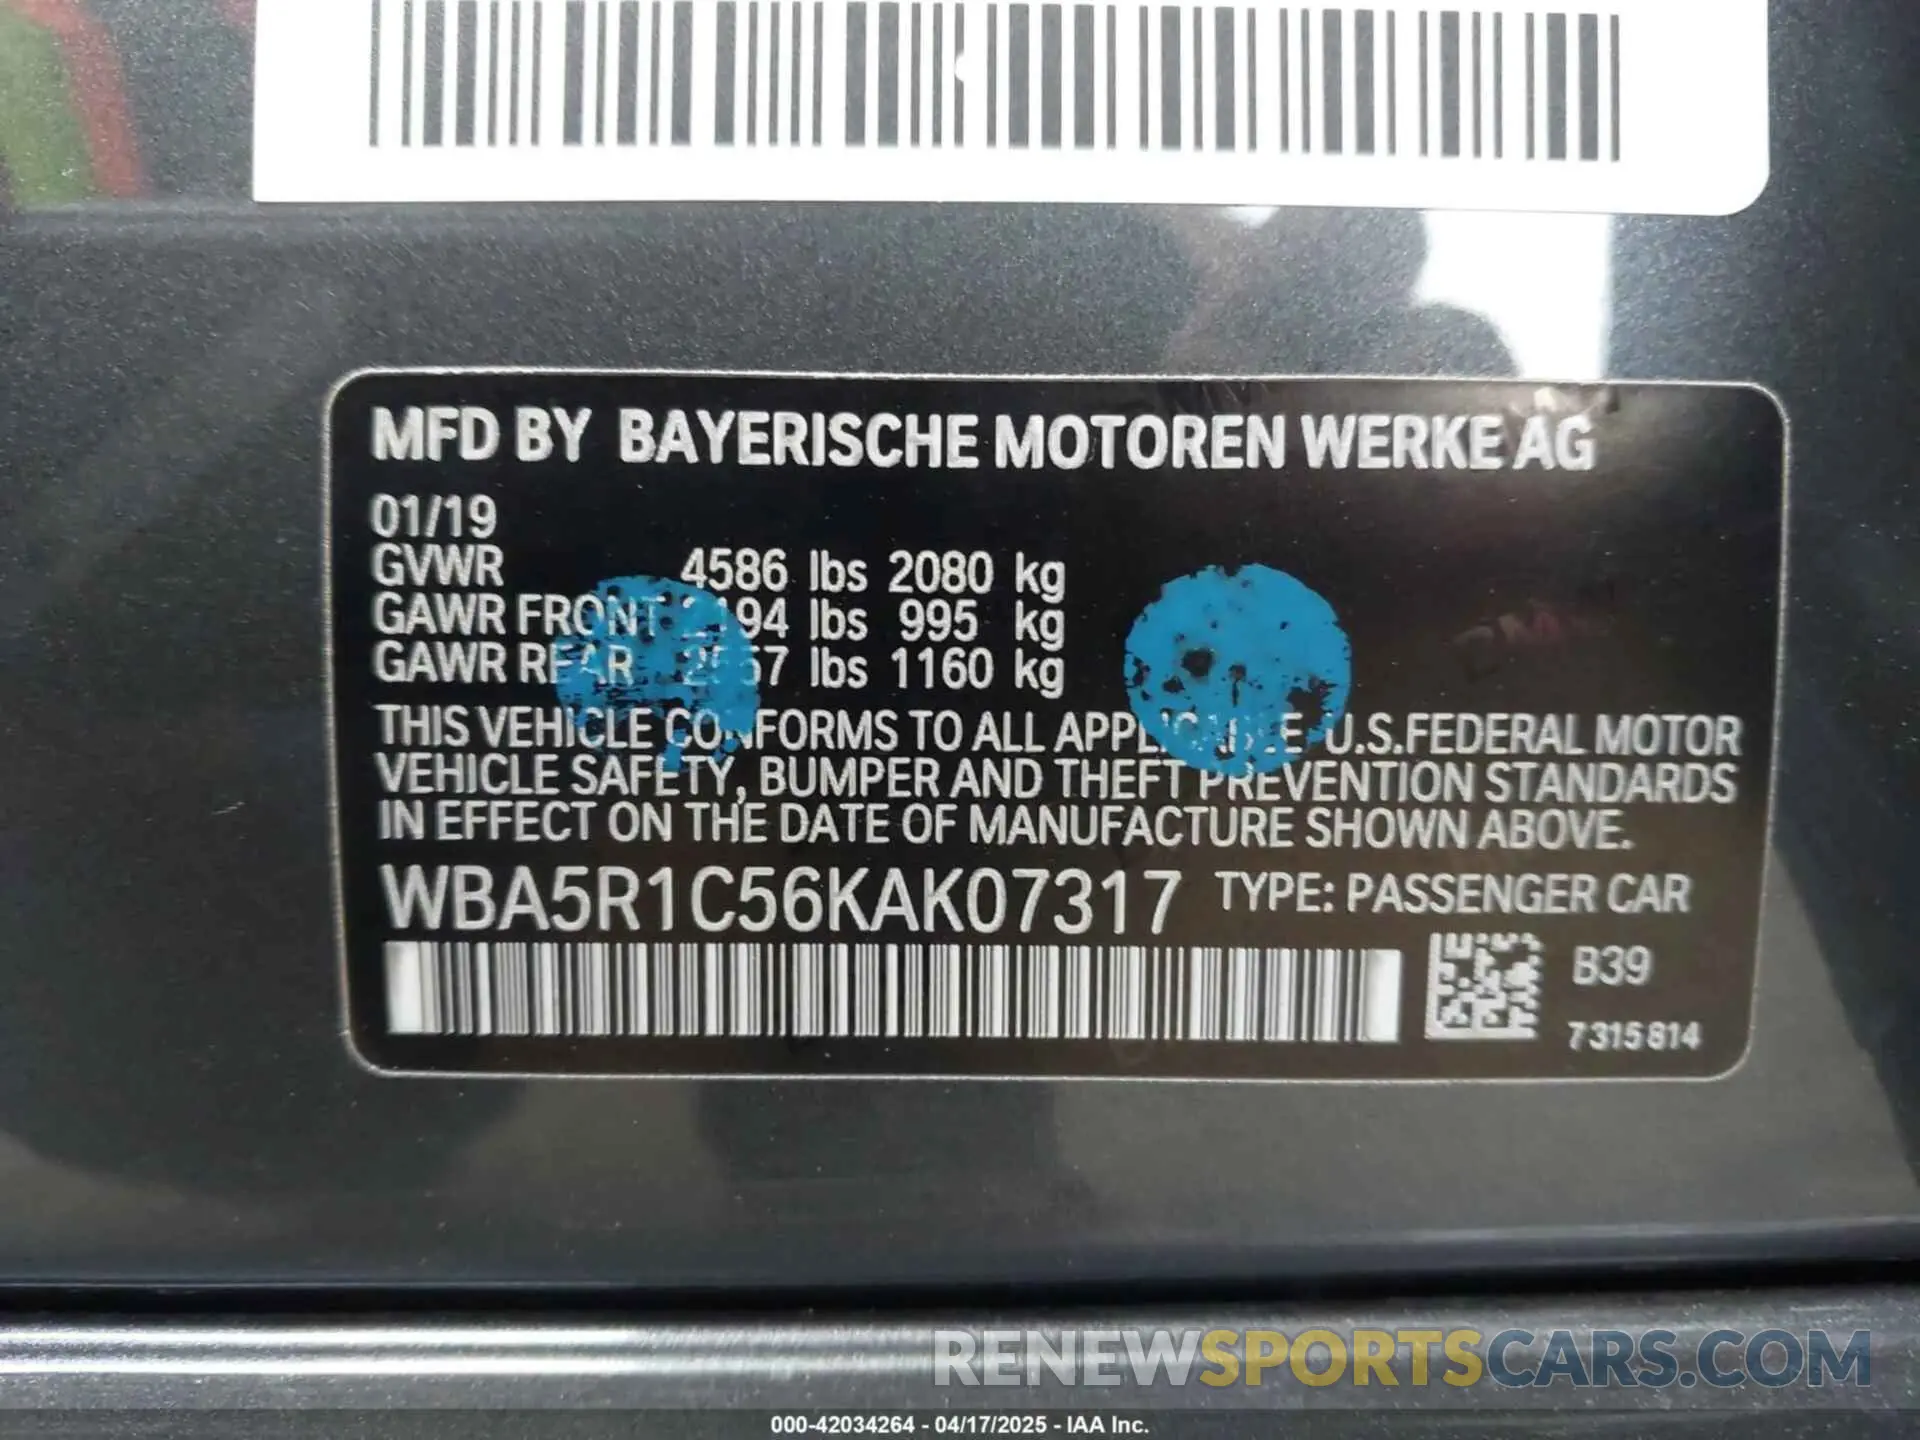 MFD BY BAYERISCHE MOTOREN WERKE AG
01/19
GVWR 4586 lbs 2080 kg
GAWR FRONT lbs 995 kg
GAWR REAR lbs 1160 kg
THIS VEHICLE CONFORMS TO ALL APPLICABLE U.S.FEDERAL MOTOR
VEHICLE SAFETY, BUMPER AND THEFT PREVENTION STANDARDS
IN EFFECT ON THE DATE OF MANUFACTURE SHOWN ABOVE.
WBA5R1C56KAK07317 TYPE: PASSENGER CAR
B39
7315814
RENEWSPORTSCARS.COM
000-42034264 - 04/17/2025 - IAA Inc.